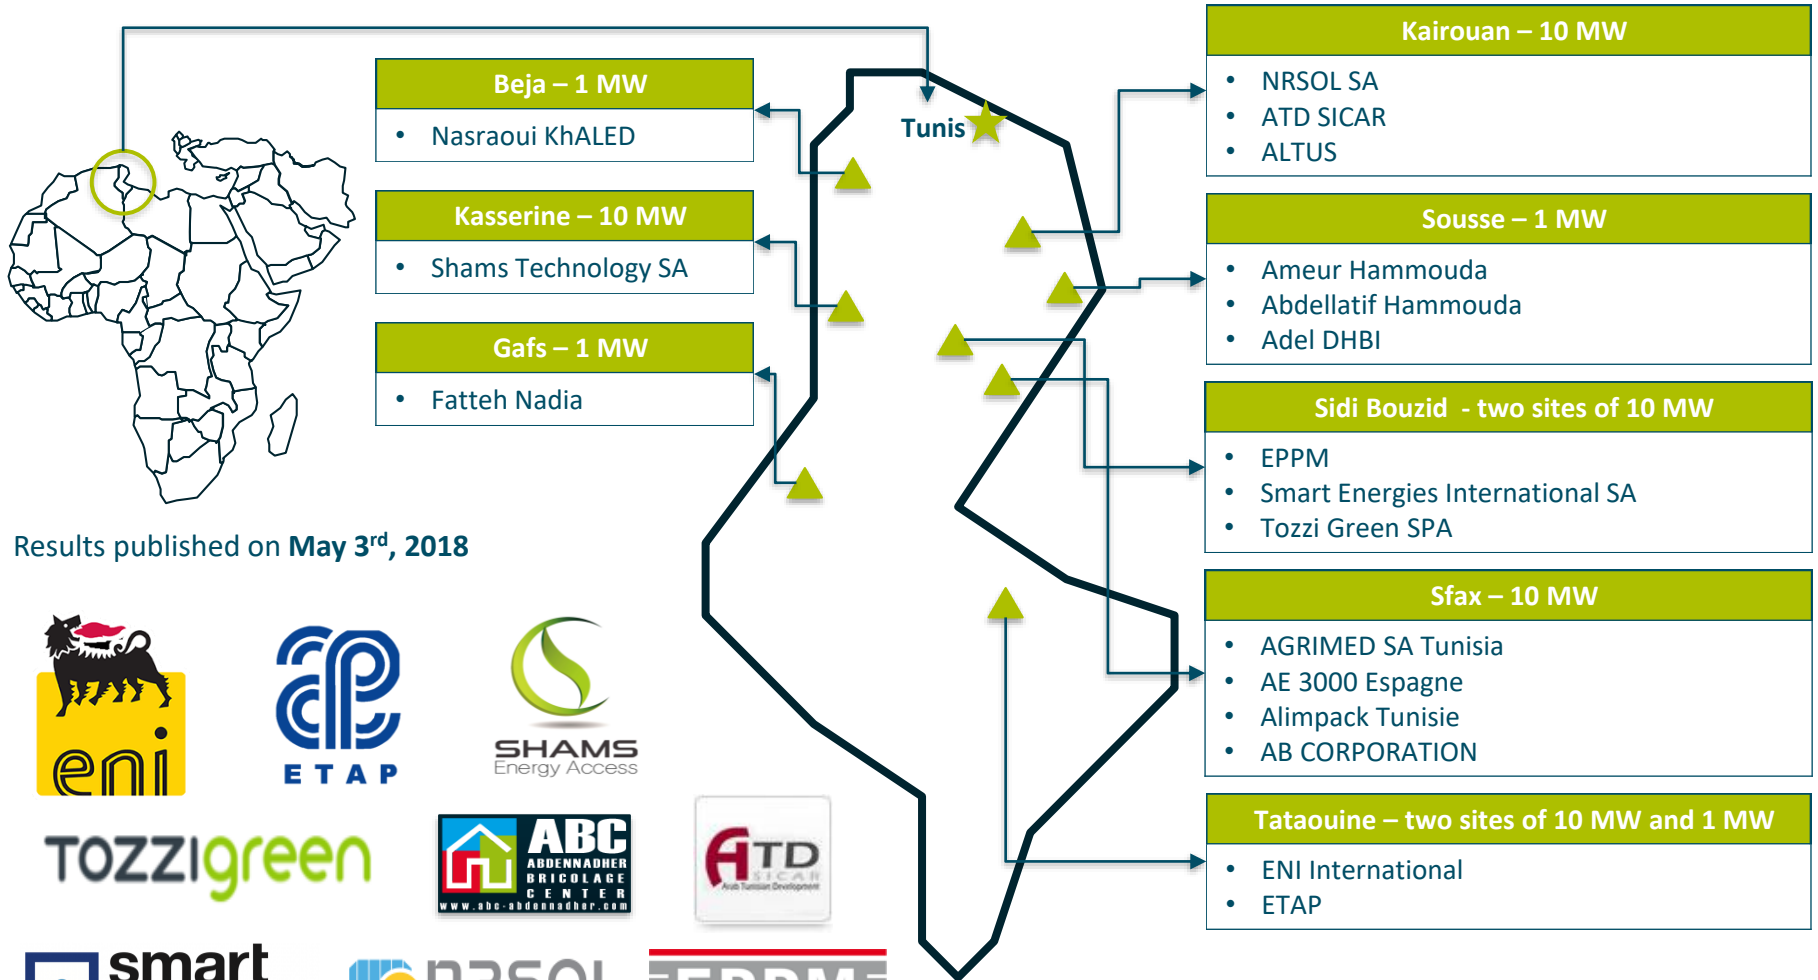 Beja – 1 MW
• Nasraoui KhALED
Kasserine – 10 MW
• Shams Technology SA
Gafs – 1 MW
• Fatteh Nadia
Tunis
Kairouan – 10 MW
• NRSOL SA
• ATD SICAR
• ALTUS
Sousse – 1 MW
• Ameur Hammouda
• Abdellatif Hammouda
• Adel DHBI
Sidi Bouzid - two sites of 10 MW
• EPPM
• Smart Energies International SA
• Tozzi Green SPA
Sfax – 10 MW
• AGRIMED SA Tunisia
• AE 3000 Espagne
• Alimpack Tunisie
• AB CORPORATION
Tataouine – two sites of 10 MW and 1 MW
• ENI International
• ETAP
Results published on May 3rd, 2018
eni
ETAP
SHAMS
Energy Access
TOZZIgreen
ABC
ABDENNADHER
BRICOLAGE
CENTER
www.abc-abdennadher.com
ATD
SICAR
Arab Tunisian Development
smart
nrsol
EPPM